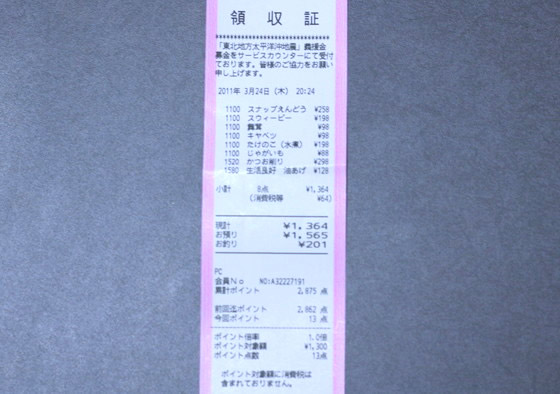 領収証
「東北地方太平洋沖地震」義援金
募金をサービスカウンターにて受付
ております。皆様のご協力をお願い
申し上げます。
2011年 3月24日(木) 20:24
1100 スナップえんどう ¥258
1100 スウィーピー ¥198
1100 舞茸 ¥98
1100 キャベツ ¥98
1100 たけのこ(水煮) ¥198
1100 じゃがいも ¥88
1520 かつお削り ¥298
1580 生活良好 油あげ ¥128
小計 8点 ¥1,364
(消費税等 ¥64)
現計 ¥1,364
お預り ¥1,565
お釣り ¥201
PC
会員No NO:A32227191
累計ポイント 2,875 点
前回迄ポイント 2,862 点
今回ポイント 13 点
ポイント倍率 1.0倍
ポイント対象額 ¥1,300
ポイント点数 13点
ポイント対象額に消費税は
含まれておりません。